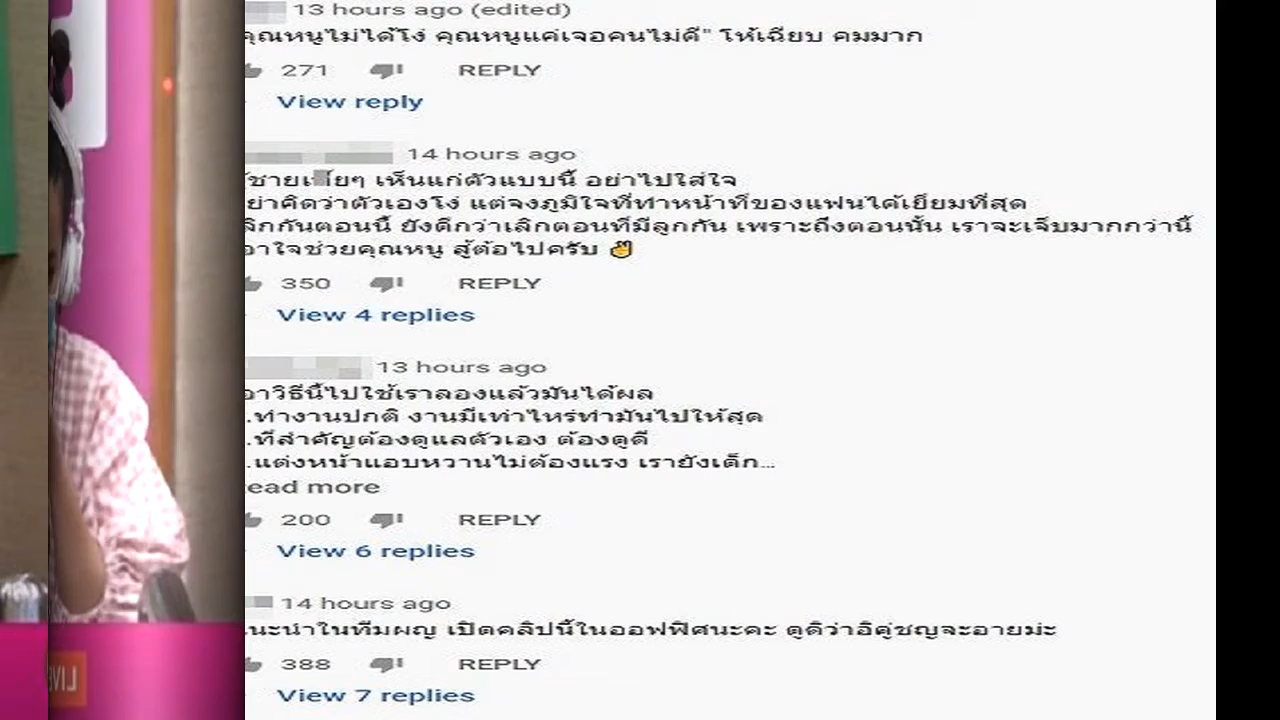 13 hours ago (edited)
คุณหนูไม่ได้โง่ คุณหนูแค่เจอคนไม่ดี" โห้เฉียบ คมมาก
271 REPLY
View reply
14 hours ago
เห็นแก่ตัวแบบนี้ อย่าไปใส่ใจ
ย่าคิดว่าตัวเองโง่ แต่จงภูมิใจที่ทำหน้าที่ของแฟนได้เยี่ยมที่สุด
ลิกกันตอนนี้ ยังดีกว่าเลิกตอนที่มีลูกกัน เพราะถึงตอนนั้น เราจะเจ็บมากกว่านี้
อาใจช่วยคุณหนู สู้ต่อไปครับ ✌
350 REPLY
View 4 replies
13 hours ago
อาวิธีนี้ไปใช้เราลองแล้วมันได้ผล
.ทำงานปกติ งานมีเท่าไหร่ทำมันไปให้สุด
.ที่สำคัญต้องดูแลตัวเอง ต้องดูดี
.แต่งหน้าแอบหวานไม่ต้องแรง เรายังเด็ก...
ead more
200 REPLY
View 6 replies
14 hours ago
นะนำในทีมผญ เปิดคลิปนี้ในออฟฟิศนะคะ ดูดิว่าอิคู่ชญจะอายม่ะ
388 REPLY
View 7 replies
LIVE